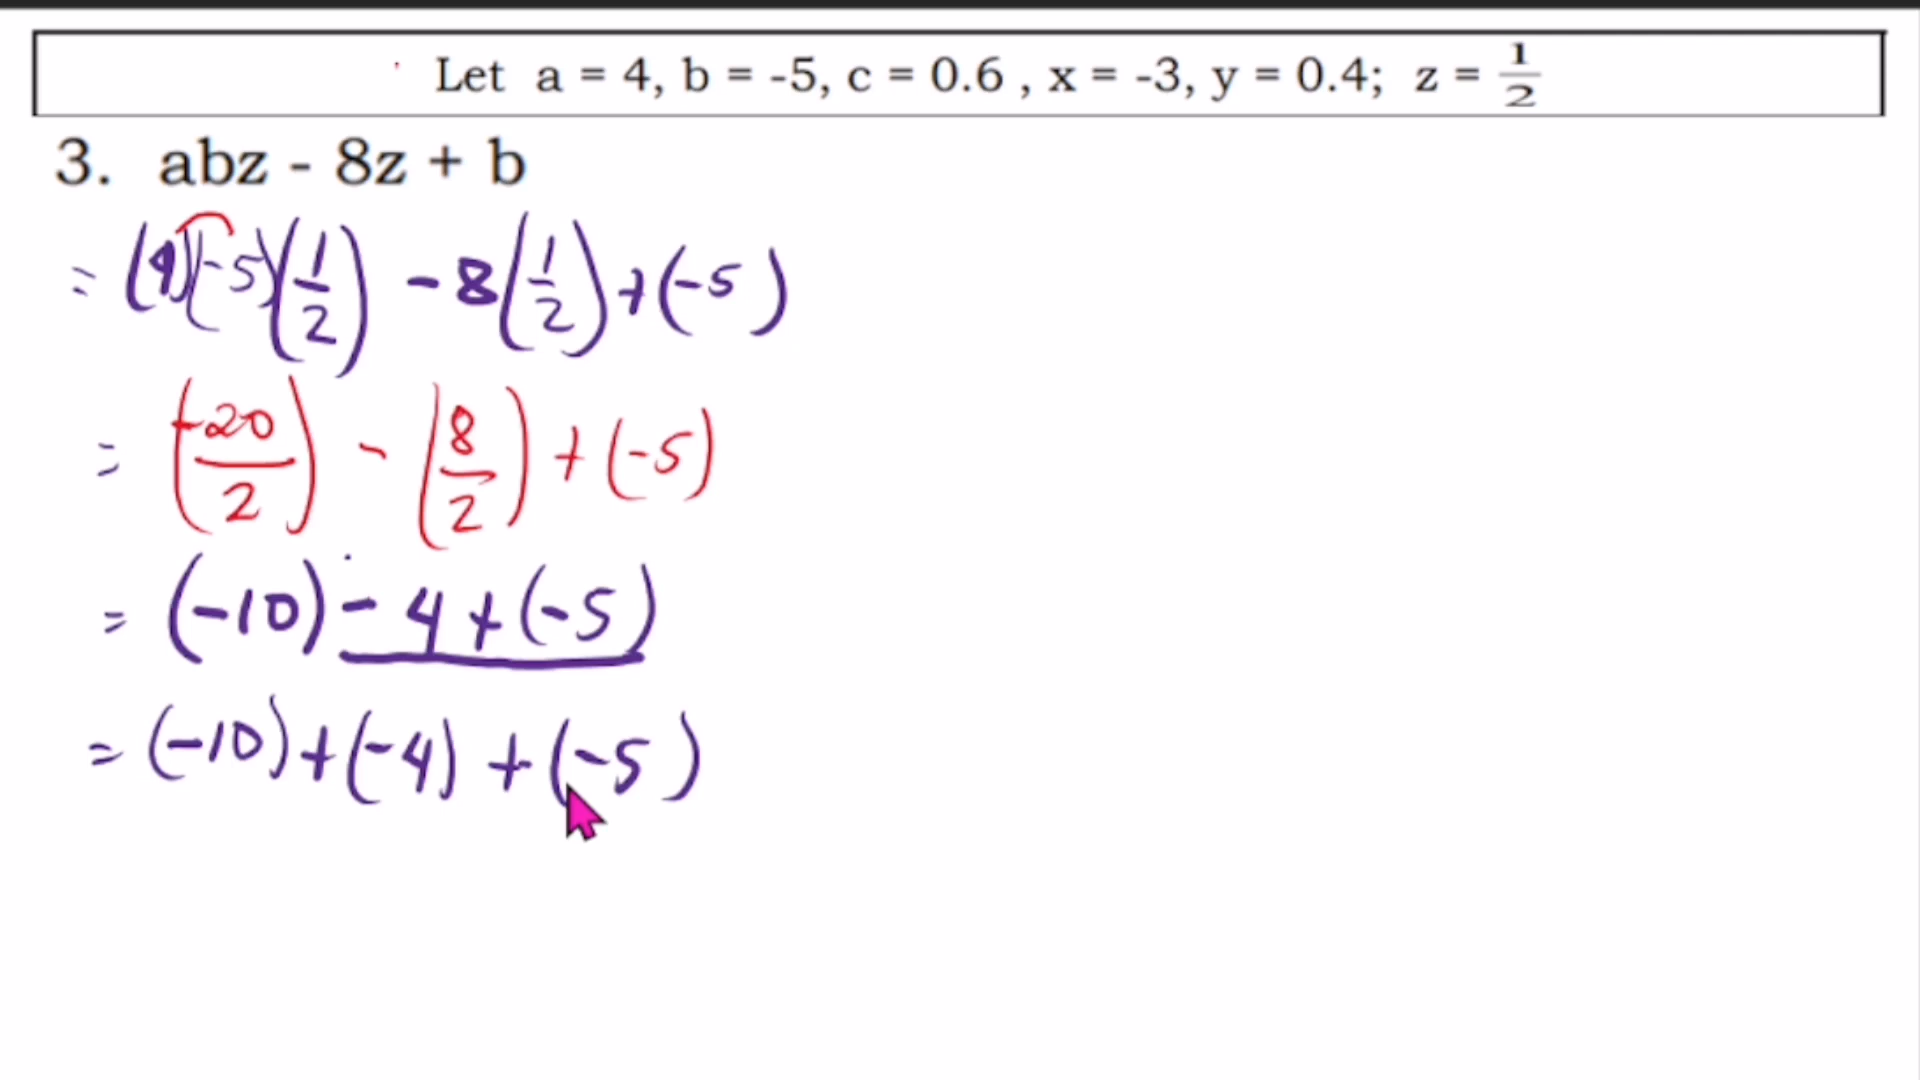 Let a = 4, b = -5, c = 0.6 , x = -3, y = 0.4; z = 1/2
3. abz - 8z + b
= (4)(-5)(1/2) - 8(1/2) + (-5)
= (-20/2) - (8/2) + (-5)
= (-10) - 4 + (-5)
= (-10) + (-4) + (-5)